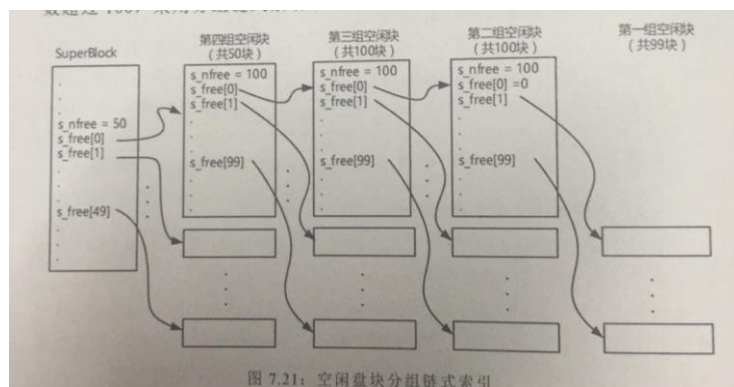 SuperBlock
s_nfree = 50
s_free[0]
s_free[1]
s_free[49]
第四组空闲块
（共50块）
s_nfree = 100
s_free[0]
s_free[1]
s_free[99]
第三组空闲块
（共100块）
s_nfree = 100
s_free[0]
s_free[1]
s_free[99]
第二组空闲块
（共100块）
s_nfree = 100
s_free[0] =0
s_free[1]
s_free[99]
第一组空闲块
（共99块）
图 7.21: 空闲盘块分组链式索引